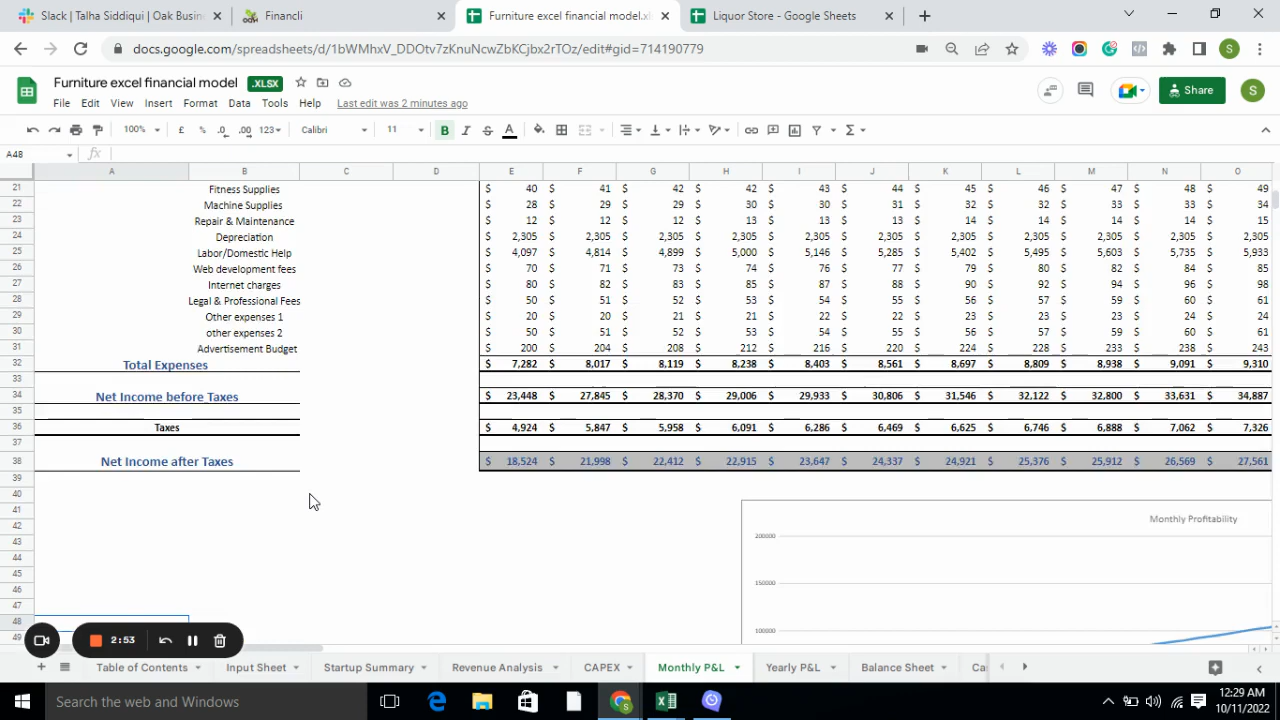 Slack | Talha Siddiqui | Oak Busin
Financli
Furniture excel financial model.xls
Liquor Store - Google Sheets
docs.google.com/spreadsheets/d/1bWMhxV_DDOtv7zKnuNcwZbKCjbx2rTOz/edit#gid=714190779
S
Furniture excel financial model .XLSX
File Edit View Insert Format Data Tools Help Last edit was 2 minutes ago
Share
S
100% £ % .0 .00 123 Calibri 11 B I S A Σ
A48 fx
A B C D E F G H I J K L M N O
21 Fitness Supplies $ 40 $ 41 $ 42 $ 42 $ 43 $ 44 $ 45 $ 46 $ 47 $ 48 $ 49
22 Machine Supplies $ 28 $ 29 $ 29 $ 30 $ 30 $ 31 $ 32 $ 32 $ 33 $ 33 $ 34
23 Repair & Maintenance $ 12 $ 12 $ 12 $ 13 $ 13 $ 13 $ 14 $ 14 $ 14 $ 14 $ 15
24 Depreciation $ 2,305 $ 2,305 $ 2,305 $ 2,305 $ 2,305 $ 2,305 $ 2,305 $ 2,305 $ 2,305 $ 2,305 $ 2,305
25 Labor/Domestic Help $ 4,097 $ 4,814 $ 4,899 $ 5,000 $ 5,146 $ 5,285 $ 5,402 $ 5,495 $ 5,603 $ 5,735 $ 5,933
26 Web development fees $ 70 $ 71 $ 73 $ 74 $ 76 $ 77 $ 79 $ 80 $ 82 $ 84 $ 85
27 Internet charges $ 80 $ 82 $ 83 $ 85 $ 87 $ 88 $ 90 $ 92 $ 94 $ 96 $ 98
28 Legal & Professional Fees $ 50 $ 51 $ 52 $ 53 $ 54 $ 55 $ 56 $ 57 $ 59 $ 60 $ 61
29 Other expenses 1 $ 20 $ 20 $ 21 $ 21 $ 22 $ 22 $ 23 $ 23 $ 23 $ 24 $ 24
30 other expenses 2 $ 50 $ 51 $ 52 $ 53 $ 54 $ 55 $ 56 $ 57 $ 59 $ 60 $ 61
31 Advertisement Budget $ 200 $ 204 $ 208 $ 212 $ 216 $ 220 $ 224 $ 228 $ 233 $ 238 $ 243
32 Total Expenses $ 7,282 $ 8,017 $ 8,119 $ 8,238 $ 8,403 $ 8,561 $ 8,697 $ 8,809 $ 8,938 $ 9,091 $ 9,310
33
34 Net Income before Taxes $ 23,448 $ 27,845 $ 28,370 $ 29,006 $ 29,933 $ 30,806 $ 31,546 $ 32,122 $ 32,800 $ 33,631 $ 34,887
35
36 Taxes $ 4,924 $ 5,847 $ 5,958 $ 6,091 $ 6,286 $ 6,469 $ 6,625 $ 6,746 $ 6,888 $ 7,062 $ 7,326
37
38 Net Income after Taxes $ 18,524 $ 21,998 $ 22,412 $ 22,915 $ 23,647 $ 24,337 $ 24,921 $ 25,376 $ 25,912 $ 26,569 $ 27,561
39
40
41
42
43
44
45
46
47
48
49
Monthly Profitability
200000
150000
100000
2:53
Table of Contents Input Sheet Startup Summary Revenue Analysis CAPEX Monthly P&L Yearly P&L Balance Sheet Ca
Search the web and Windows
12:29 AM
10/11/2022